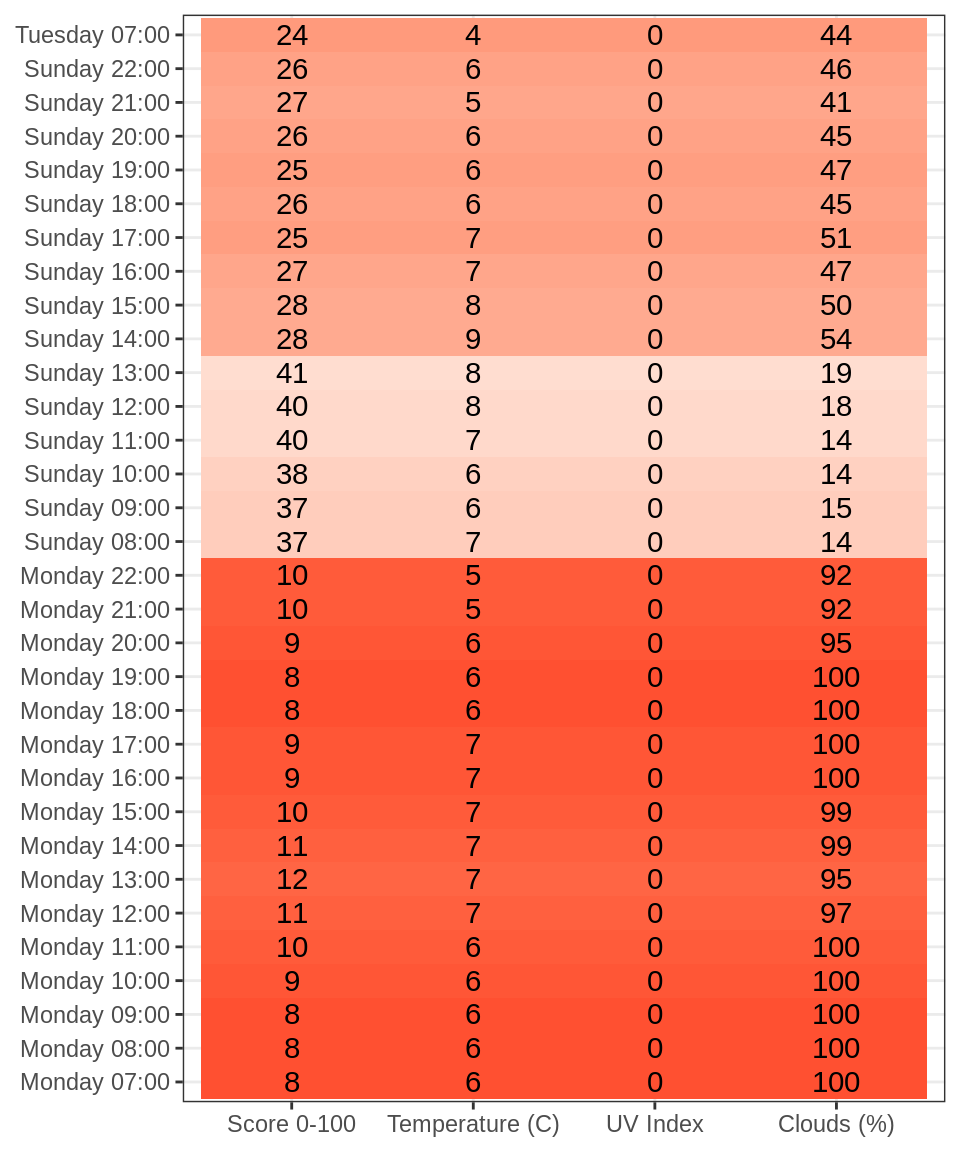 Tuesday 07:00 24 4 0 44
Sunday 22:00 26 6 0 46
Sunday 21:00 27 5 0 41
Sunday 20:00 26 6 0 45
Sunday 19:00 25 6 0 47
Sunday 18:00 26 6 0 45
Sunday 17:00 25 7 0 51
Sunday 16:00 27 7 0 47
Sunday 15:00 28 8 0 50
Sunday 14:00 28 9 0 54
Sunday 13:00 41 8 0 19
Sunday 12:00 40 8 0 18
Sunday 11:00 40 7 0 14
Sunday 10:00 38 6 0 14
Sunday 09:00 37 6 0 15
Sunday 08:00 37 7 0 14
Monday 22:00 10 5 0 92
Monday 21:00 10 5 0 92
Monday 20:00 9 6 0 95
Monday 19:00 8 6 0 100
Monday 18:00 8 6 0 100
Monday 17:00 9 7 0 100
Monday 16:00 9 7 0 100
Monday 15:00 10 7 0 99
Monday 14:00 11 7 0 99
Monday 13:00 12 7 0 95
Monday 12:00 11 7 0 97
Monday 11:00 10 6 0 100
Monday 10:00 9 6 0 100
Monday 09:00 8 6 0 100
Monday 08:00 8 6 0 100
Monday 07:00 8 6 0 100
Score 0-100 Temperature (C) UV Index Clouds (%)